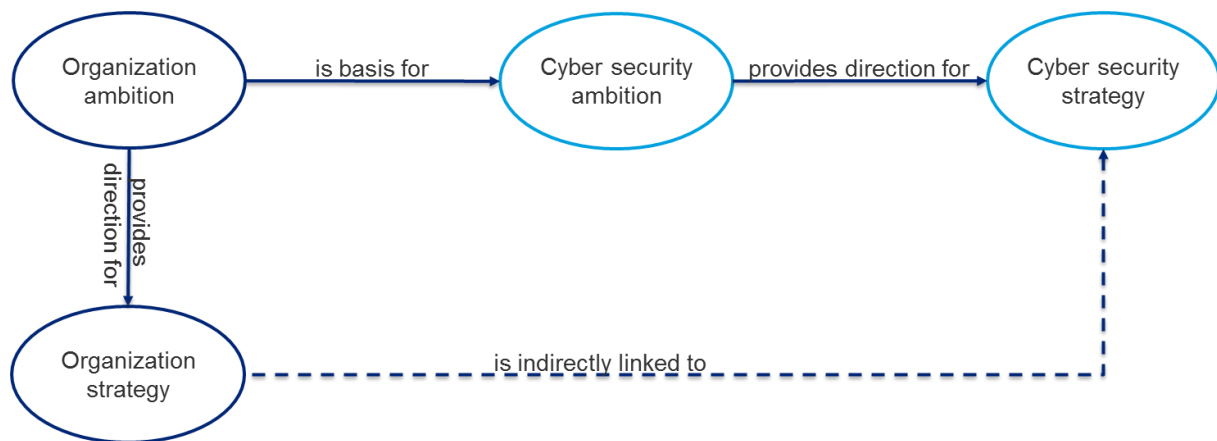 Organization
ambition
is basis for
Cyber security
ambition
provides direction for
Cyber security
strategy
provides
direction for
Organization
strategy
is indirectly linked to